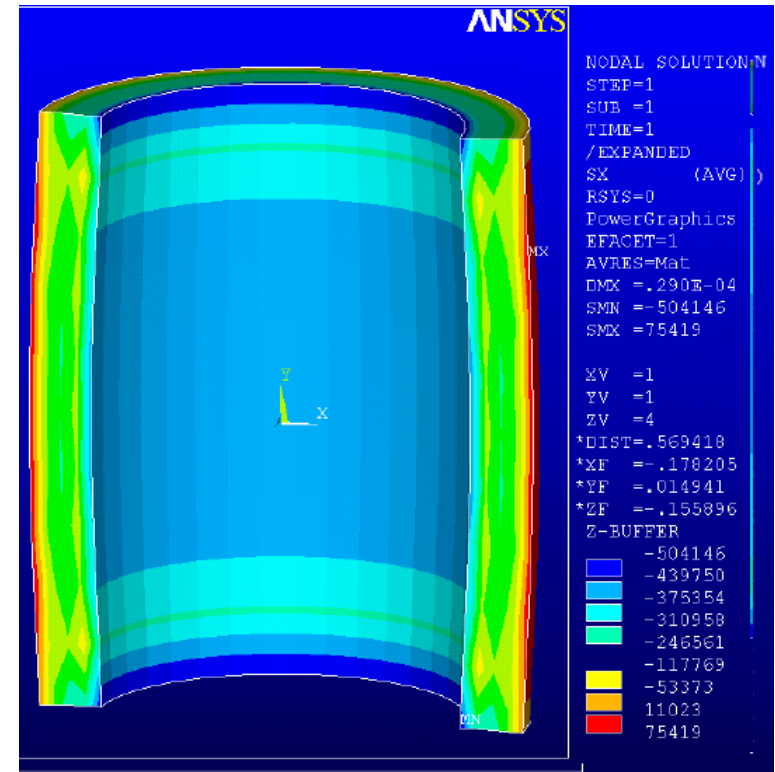 ANSYS
NODAL SOLUTION N
STEP=1
SUB =1
TIME=1
/EXPANDED
SX (AVG) )
RSYS=0
PowerGraphics
EFACET=1
AVRES=Mat
DMX =.290E-04
SMN =-504146
SMX =75419
MX
XV =1
YV =1
ZV =4
*DIST=.569418
*XF =-.178205
*YF =.014941
*ZF =-.155896
Z-BUFFER
Y
X
-504146
-439750
-375354
-310958
-246561
-117769
-53373
11023
75419
MN